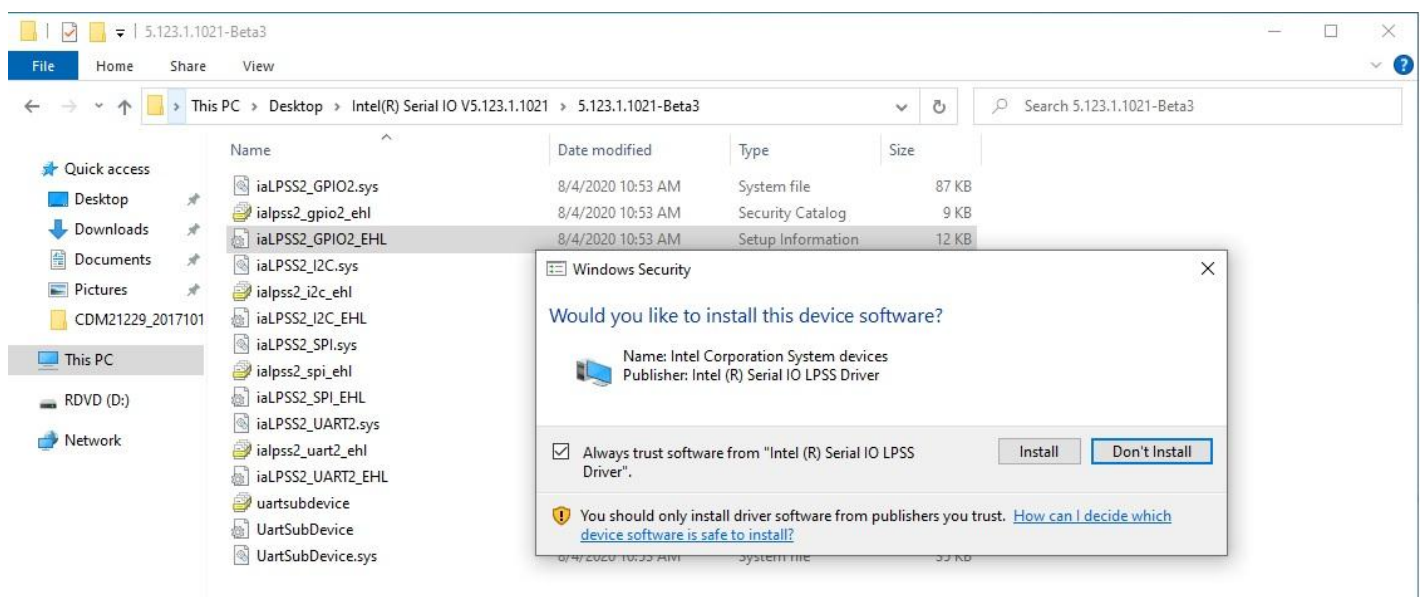 5.123.1.1021-Beta3
File Home Share View
This PC > Desktop > Intel(R) Serial IO V5.123.1.1021 > 5.123.1.1021-Beta3
Search 5.123.1.1021-Beta3
Quick access
Desktop
Downloads
Documents
Pictures
CDM21229_2017101
This PC
RDVD (D:)
Network
Name Date modified Type Size
iaLPSS2_GPIO2.sys 8/4/2020 10:53 AM System file 87 KB
ialpss2_gpio2_ehl 8/4/2020 10:53 AM Security Catalog 9 KB
iaLPSS2_GPIO2_EHL 8/4/2020 10:53 AM Setup Information 12 KB
iaLPSS2_I2C.sys
ialpss2_i2c_ehl
iaLPSS2_I2C_EHL
iaLPSS2_SPI.sys
ialpss2_spi_ehl
iaLPSS2_SPI_EHL
iaLPSS2_UART2.sys
ialpss2_uart2_ehl
iaLPSS2_UART2_EHL
uartsubdevice
UartSubDevice
UartSubDevice.sys
Windows Security
Would you like to install this device software?
Name: Intel Corporation System devices
Publisher: Intel (R) Serial IO LPSS Driver
Always trust software from "Intel (R) Serial IO LPSS
Driver".
Install Don't Install
You should only install driver software from publishers you trust. How can I decide which
device software is safe to install?